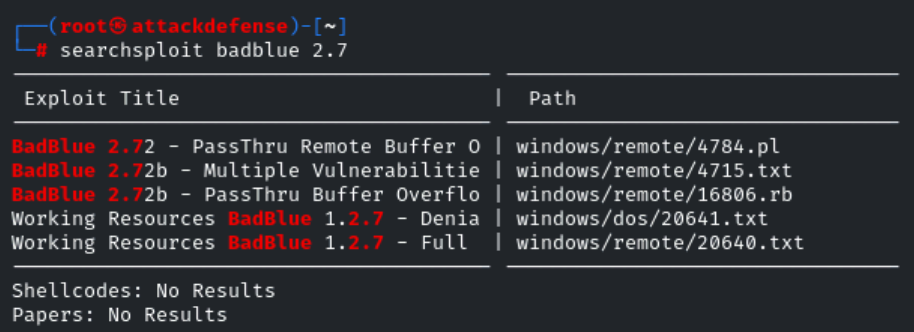 ┌──(root㉿attackdefense)-[~]
└─# searchsploit badblue 2.7
Exploit Title | Path
BadBlue 2.72 - PassThru Remote Buffer O | windows/remote/4784.pl
BadBlue 2.72b - Multiple Vulnerabilitie | windows/remote/4715.txt
BadBlue 2.72b - PassThru Buffer Overflo | windows/remote/16806.rb
Working Resources BadBlue 1.2.7 - Denia | windows/dos/20641.txt
Working Resources BadBlue 1.2.7 - Full | windows/remote/20640.txt
Shellcodes: No Results
Papers: No Results